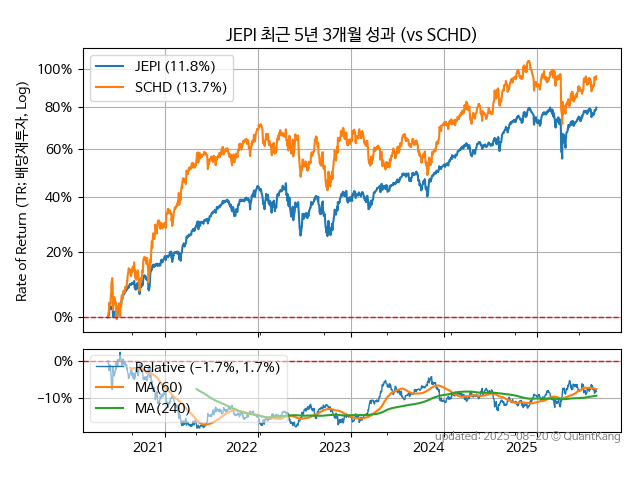 JEPI 최근 5년 3개월 성과 (vs SCHD)
Rate of Return (TR: 배당재투자, Log)
100%
80%
60%
40%
20%
0%
JEPI (11.8%)
SCHD (13.7%)
0%
−10%
Relative (−1.7%, 1.7%)
MA(60)
MA(240)
2021 2022 2023 2024 2025
updated: 2025-08-20 © QuantKang